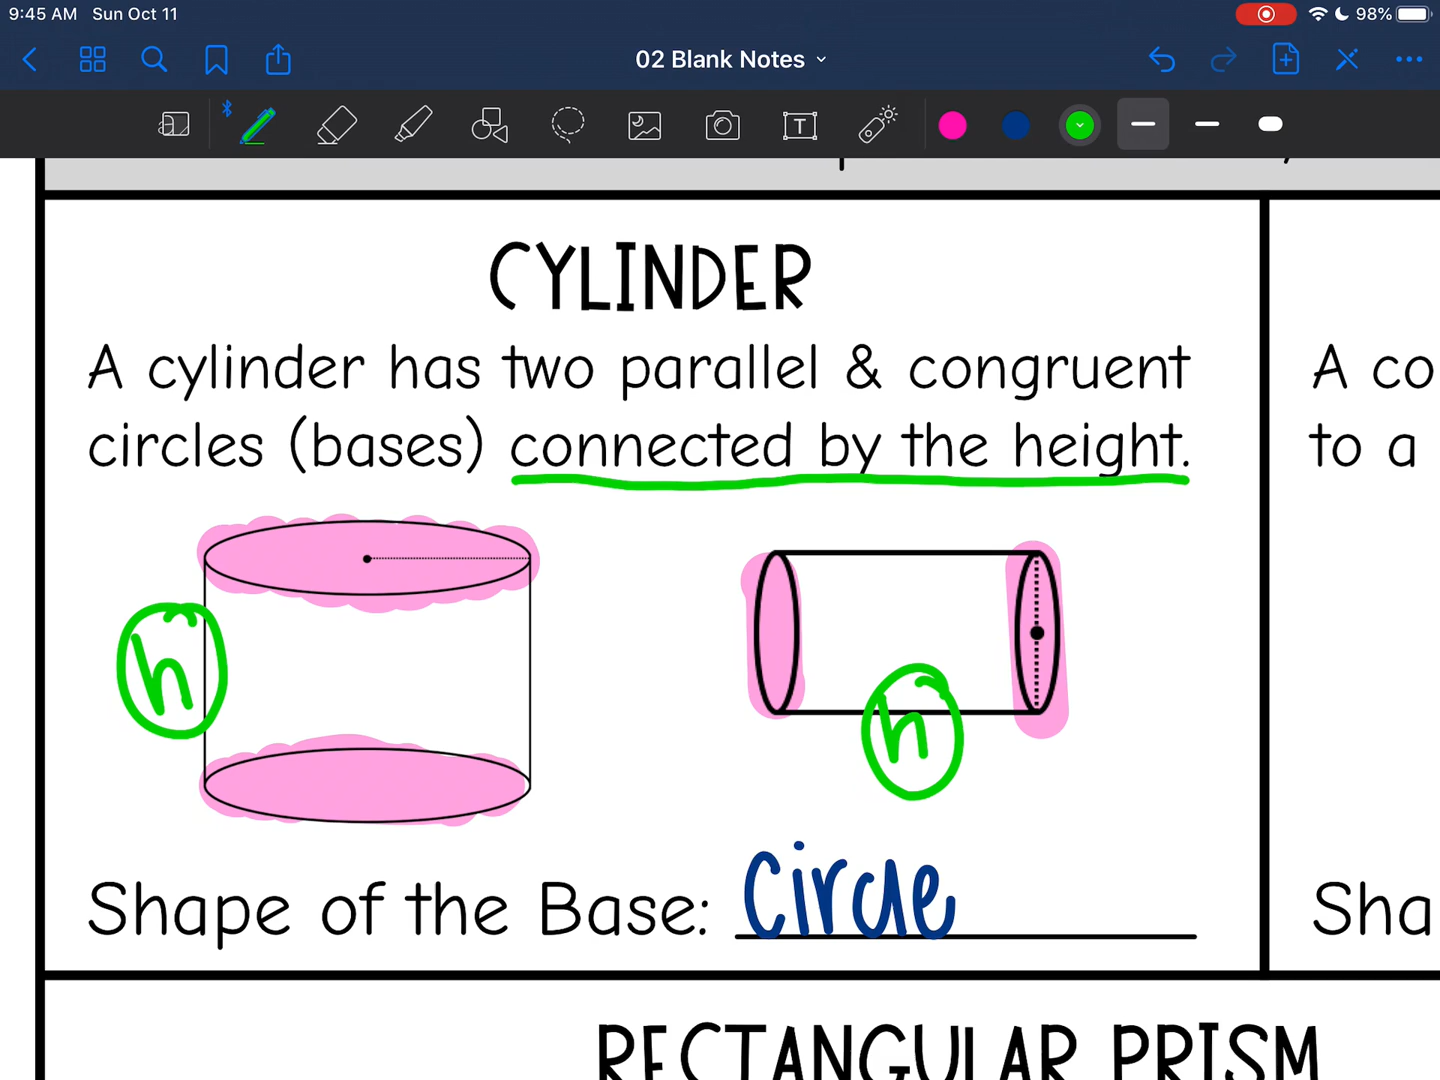 9:45 AM Sun Oct 11
98%
02 Blank Notes
T
CYLINDER
A cylinder has two parallel & congruent
circles (bases) connected by the height.
h
h
Shape of the Base: Circle
A co
to a
Sha
RECTANGULAR PRISM